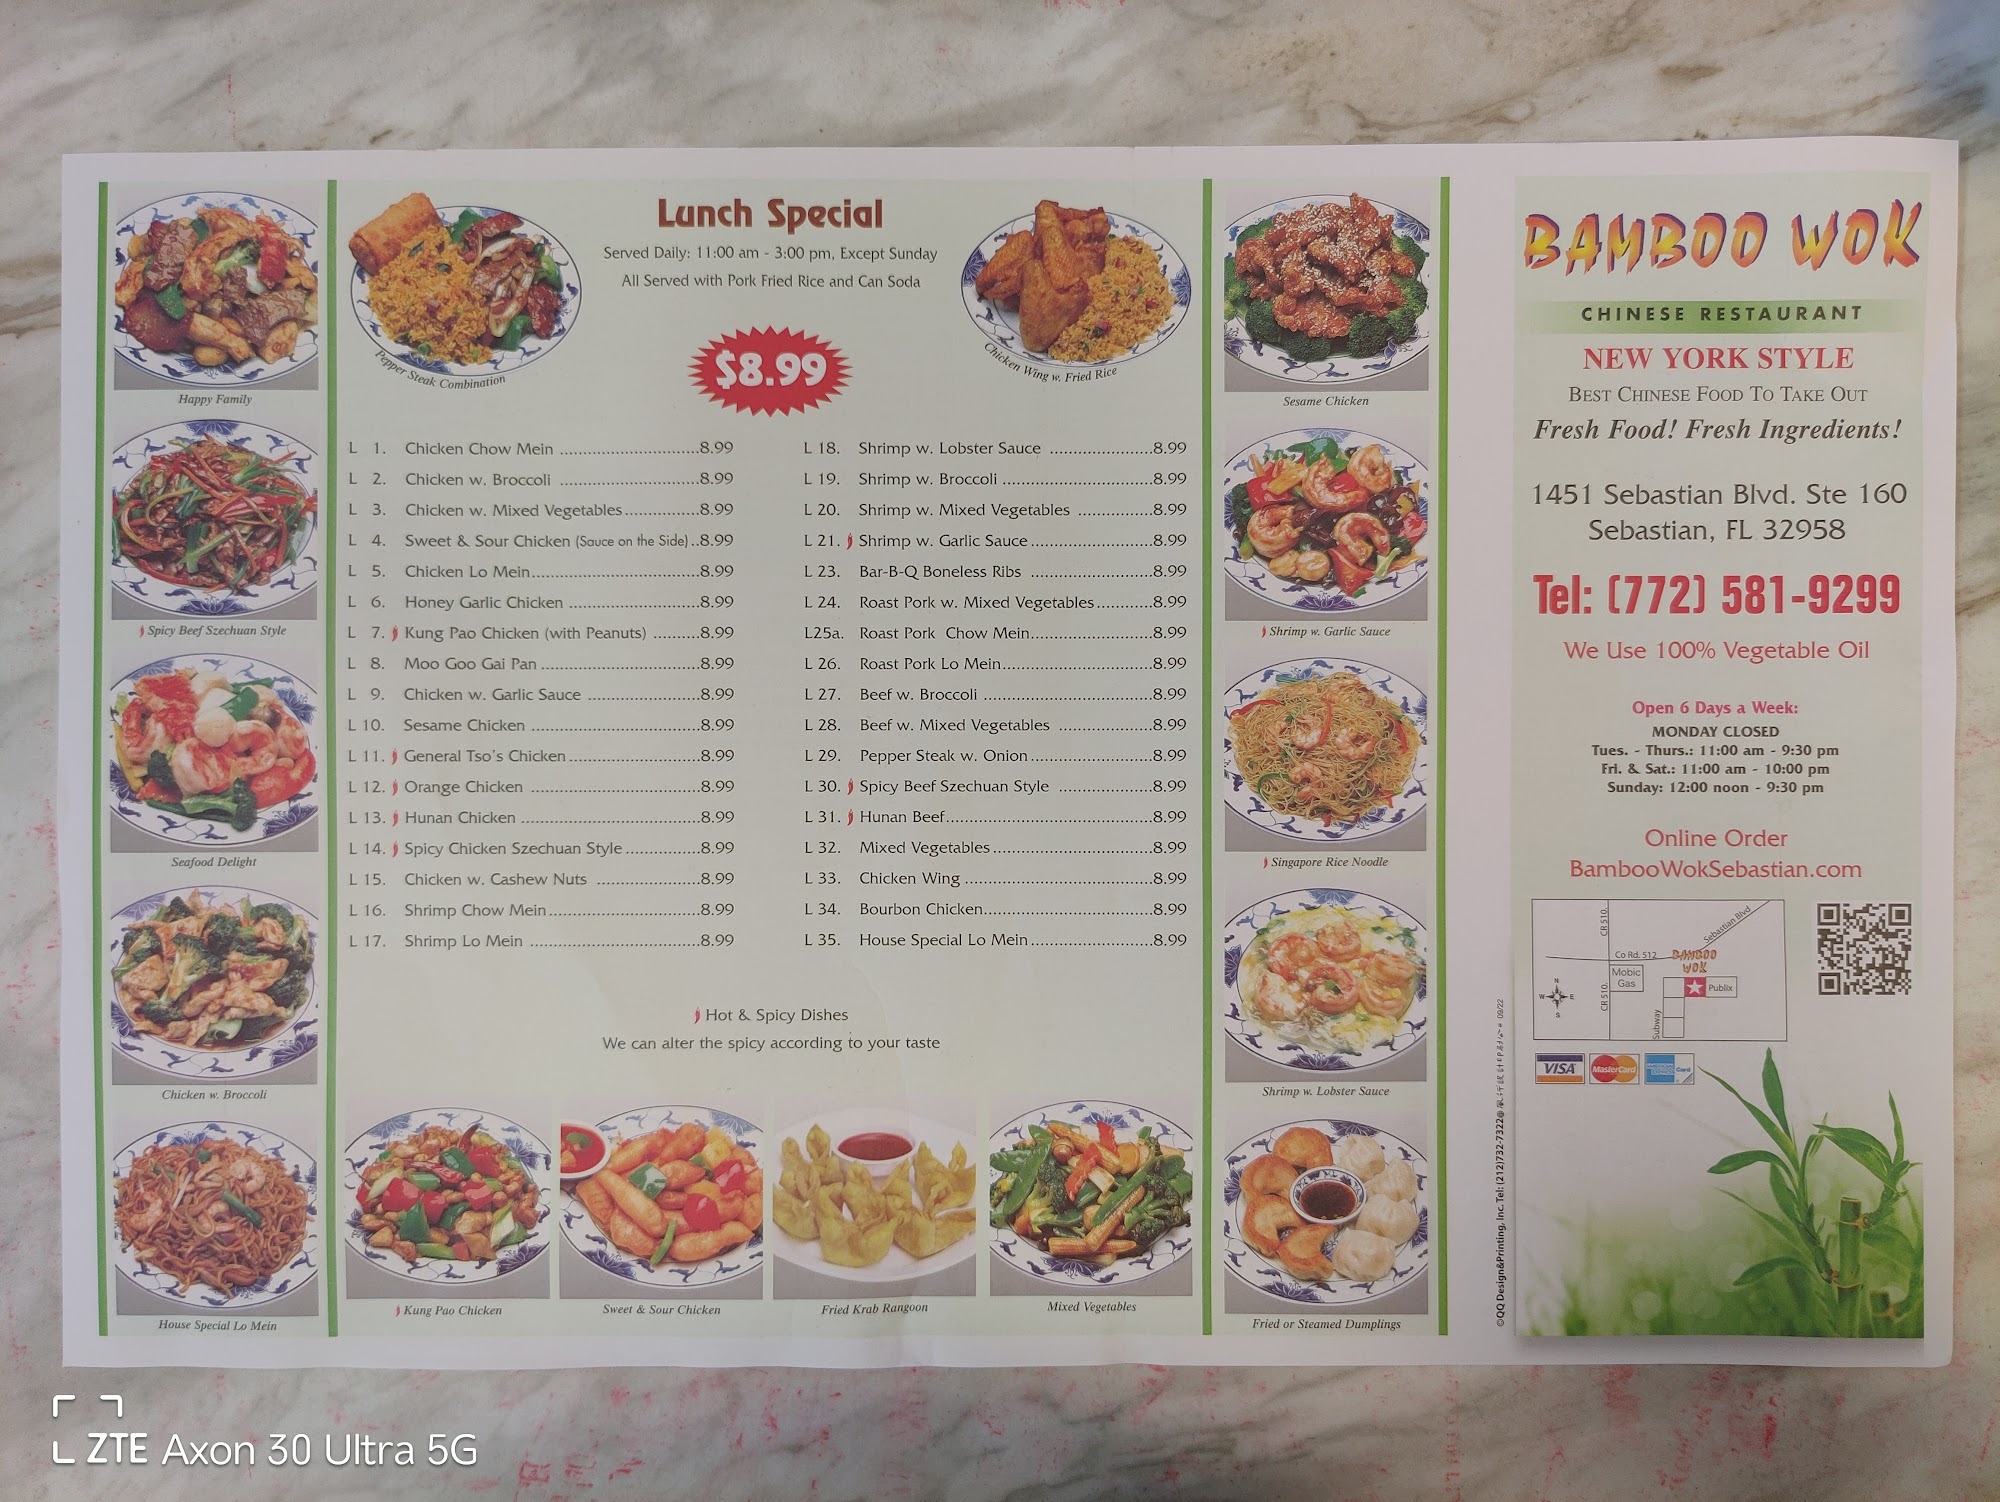 Happy Family
Spicy Beef Szechuan Style
Seafood Delight
Chicken w. Broccoli
House Special Lo Mein
Lunch Special
Served Daily: 11:00 am - 3:00 pm, Except Sunday
All Served with Pork Fried Rice and Can Soda
Pepper Steak Combination
$8.99
Chicken Wing w. Fried Rice
L 1. Chicken Chow Mein ..............................8.99
L 2. Chicken w. Broccoli ..............................8.99
L 3. Chicken w. Mixed Vegetables................8.99
L 4. Sweet & Sour Chicken (Sauce on the Side)..8.99
L 5. Chicken Lo Mein....................................8.99
L 6. Honey Garlic Chicken ............................8.99
L 7. Kung Pao Chicken (with Peanuts) ..........8.99
L 8. Moo Goo Gai Pan ..................................8.99
L 9. Chicken w. Garlic Sauce ........................8.99
L 10. Sesame Chicken ....................................8.99
L 11. General Tso's Chicken............................8.99
L 12. Orange Chicken ....................................8.99
L 13. Hunan Chicken ......................................8.99
L 14. Spicy Chicken Szechuan Style................8.99
L 15. Chicken w. Cashew Nuts ......................8.99
L 16. Shrimp Chow Mein................................8.99
L 17. Shrimp Lo Mein ....................................8.99
L 18. Shrimp w. Lobster Sauce ......................8.99
L 19. Shrimp w. Broccoli ................................8.99
L 20. Shrimp w. Mixed Vegetables ................8.99
L 21. Shrimp w. Garlic Sauce..........................8.99
L 23. Bar-B-Q Boneless Ribs ..........................8.99
L 24. Roast Pork w. Mixed Vegetables............8.99
L25a. Roast Pork Chow Mein..........................8.99
L 26. Roast Pork Lo Mein................................8.99
L 27. Beef w. Broccoli ....................................8.99
L 28. Beef w. Mixed Vegetables ....................8.99
L 29. Pepper Steak w. Onion..........................8.99
L 30. Spicy Beef Szechuan Style ....................8.99
L 31. Hunan Beef............................................8.99
L 32. Mixed Vegetables..................................8.99
L 33. Chicken Wing ........................................8.99
L 34. Bourbon Chicken....................................8.99
L 35. House Special Lo Mein..........................8.99
Hot & Spicy Dishes
We can alter the spicy according to your taste
Kung Pao Chicken
Sweet & Sour Chicken
Fried Krab Rangoon
Mixed Vegetables
Sesame Chicken
Shrimp w. Garlic Sauce
Singapore Rice Noodle
Shrimp w. Lobster Sauce
Fried or Steamed Dumplings
©QQ Design&Printing, Inc. Tel: (212)732-7322
09/22
BAMBOO WOK
CHINESE RESTAURANT
NEW YORK STYLE
BEST CHINESE FOOD TO TAKE OUT
Fresh Food! Fresh Ingredients!
1451 Sebastian Blvd. Ste 160
Sebastian, FL 32958
Tel: (772) 581-9299
We Use 100% Vegetable Oil
Open 6 Days a Week:
MONDAY CLOSED
Tues. - Thurs.: 11:00 am - 9:30 pm
Fri. & Sat.: 11:00 am - 10:00 pm
Sunday: 12:00 noon - 9:30 pm
Online Order
BambooWokSebastian.com
CR 510.
Sebastian Blvd
Co Rd. 512
BAMBOO
WOK
Mobic
Gas
Publix
N
W E
S
CR 510.
Subway
VISA
MasterCard
Card
ZTE Axon 30 Ultra 5G